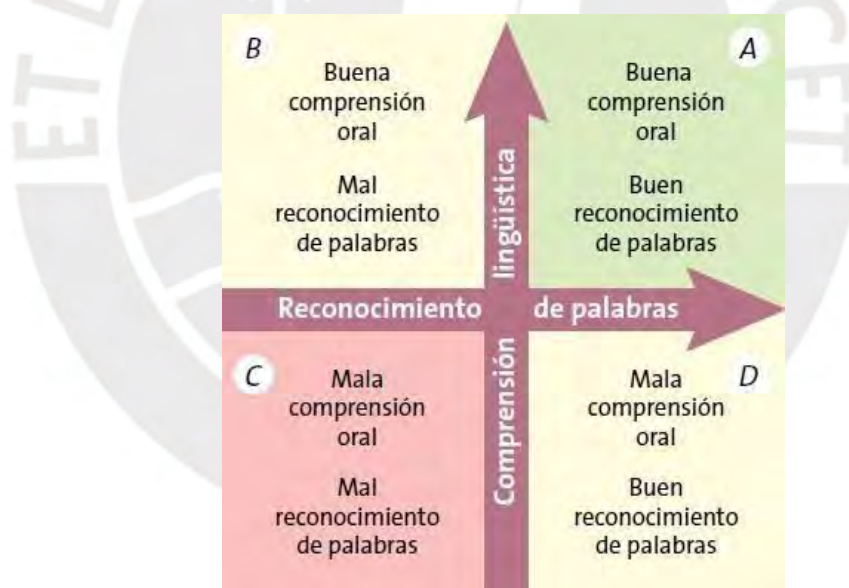 B
Buena
comprensión
oral
Mal
reconocimiento
de palabras
A
Buena
comprensión
oral
Buen
reconocimiento
de palabras
Reconocimiento de palabras
Comprensión lingüística
C
Mala
comprensión
oral
Mal
reconocimiento
de palabras
D
Mala
comprensión
oral
Buen
reconocimiento
de palabras